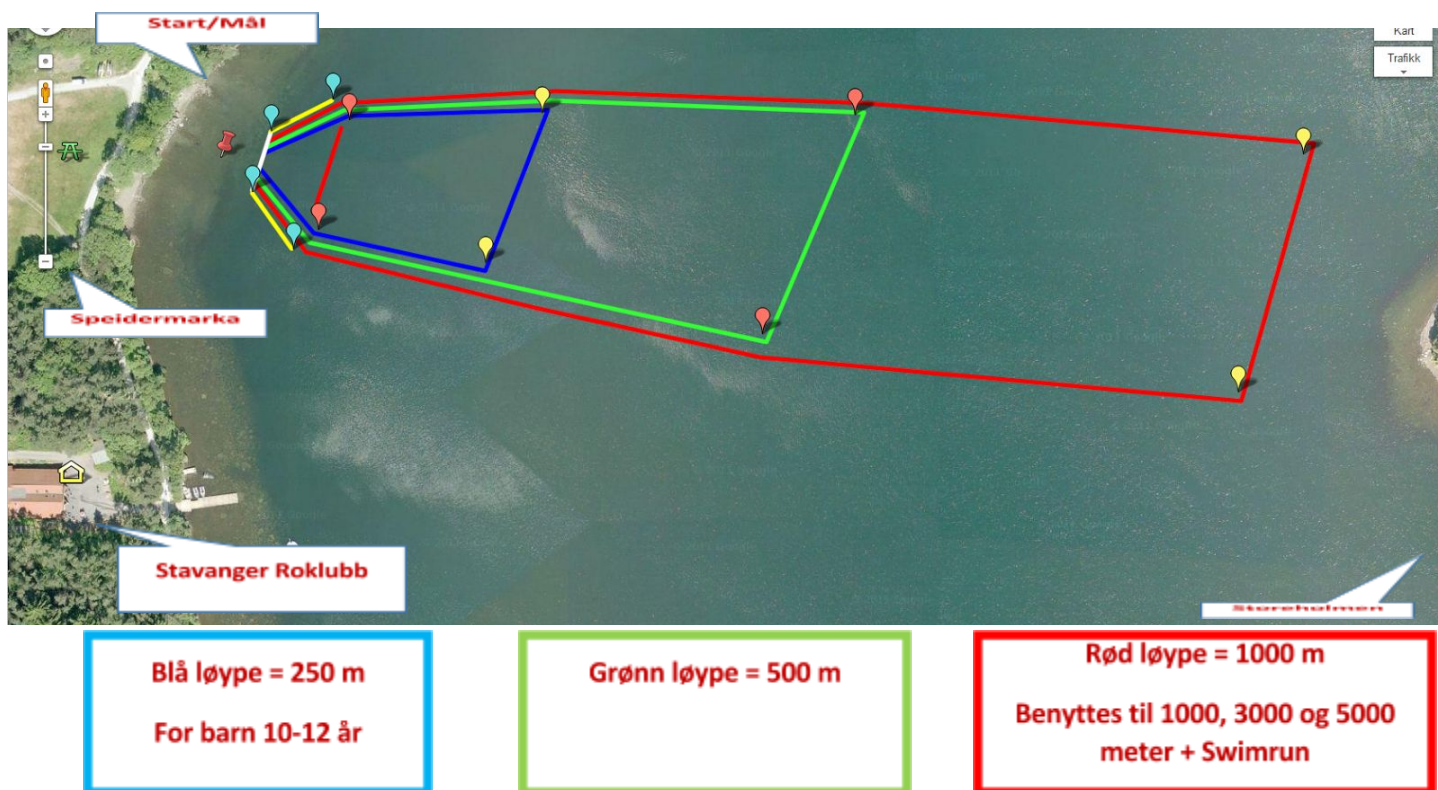 Start/Mål
Kart
Trafikk
Speidermarka
Stavanger Roklubb
Storeholmen
Blå løype = 250 m
For barn 10-12 år
Grønn løype = 500 m
Rød løype = 1000 m
Benyttes til 1000, 3000 og 5000
meter + Swimrun